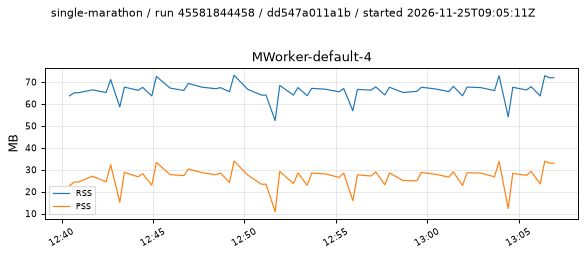 single-marathon / run 45581844458 / dd547a011a1b / started 2026-11-25T09:05:11Z
MWorker-default-4
MB
70
60
50
40
30
20
10
RSS
PSS
12:40
12:45
12:50
12:55
13:00
13:05